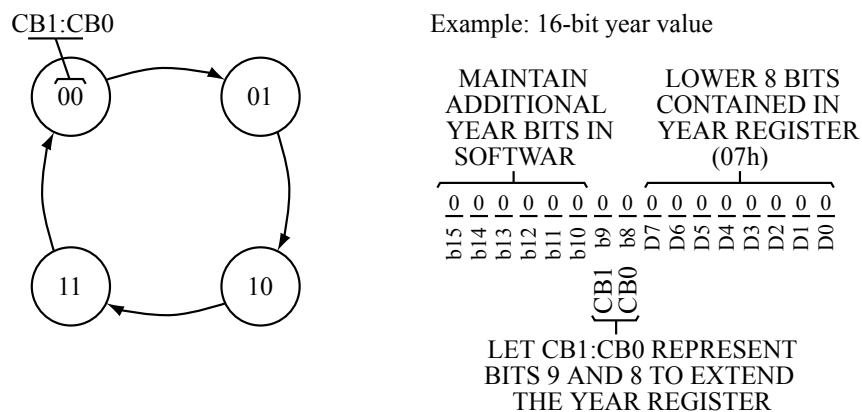 CB1:CB0
00
01
11
10
Example: 16-bit year value
MAINTAIN
ADDITIONAL
YEAR BITS IN
SOFTWAR
LOWER 8 BITS
CONTAINED IN
YEAR REGISTER
(07h)
0 0 0 0 0 0 0 0 0 0 0 0 0 0 0 0
b15 b14 b13 b12 b11 b10 b9 b8 D7 D6 D5 D4 D3 D2 D1 D0
CB1 CB0
LET CB1:CB0 REPRESENT
BITS 9 AND 8 TO EXTEND
THE YEAR REGISTER